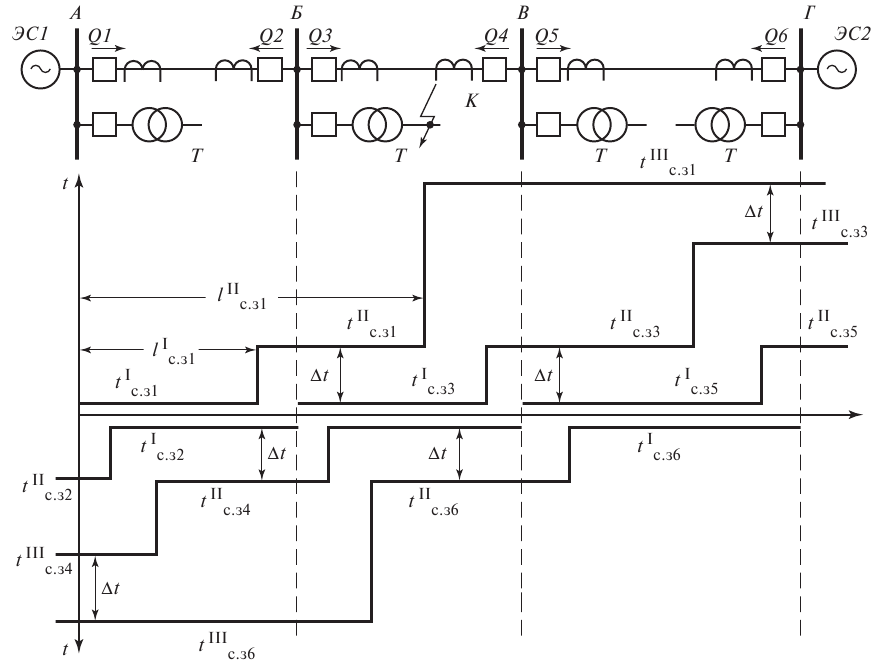 А Б В Г
ЭС1 Q1 Q2 Q3 Q4 Q5 Q6 ЭС2
К
Т Т Т Т
t
t III с.з1
Δt
t III с.з3
l II с.з1
t II с.з1 t II с.з3 t II с.з5
l I с.з1
t I с.з1 Δt t I с.з3 Δt t I с.з5
t I с.з2 Δt Δt t I с.з6
t II с.з2 t II с.з4 t II с.з6
t III с.з4
Δt
t III с.з6
t